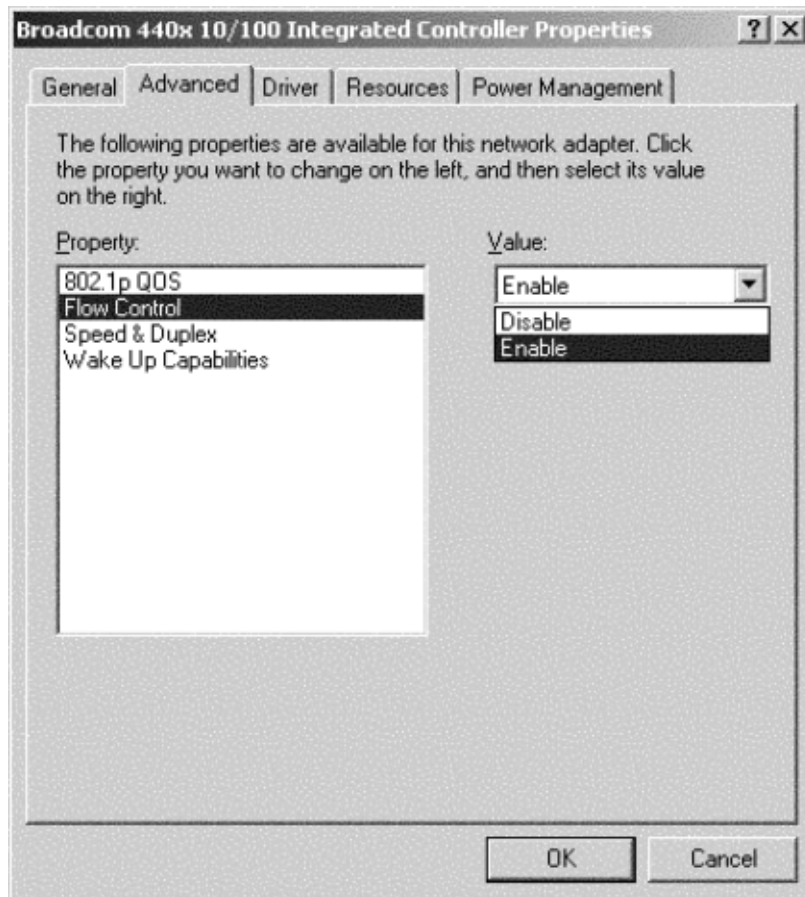 Broadcom 440x 10/100 Integrated Controller Properties ? X
General Advanced Driver Resources Power Management
The following properties are available for this network adapter. Click
the property you want to change on the left, and then select its value
on the right.
Property: Value:
802.1p QOS Enable
Flow Control Disable
Speed & Duplex Enable
Wake Up Capabilities
OK Cancel